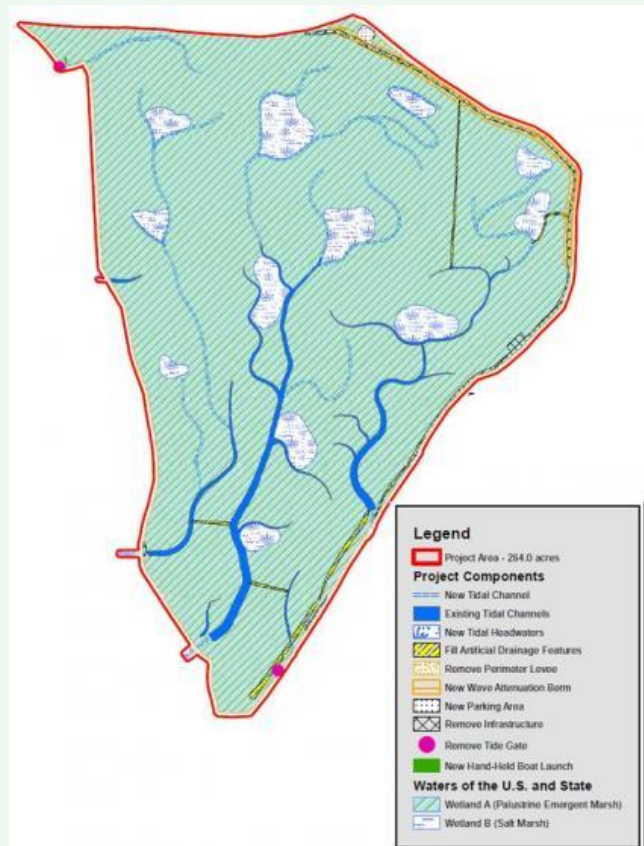 Legend
Project Area - 264.0 acres
Project Components
New Tidal Channel
Existing Tidal Channels
New Tidal Headwaters
Fill Artificial Drainage Features
Remove Perimeter Levee
New Wave Attenuation Berm
New Parking Area
Remove Infrastructure
Remove Tide Gate
New Hand-Held Boat Launch
Waters of the U.S. and State
Wetland A (Palustrine Emergent Marsh)
Wetland B (Salt Marsh)